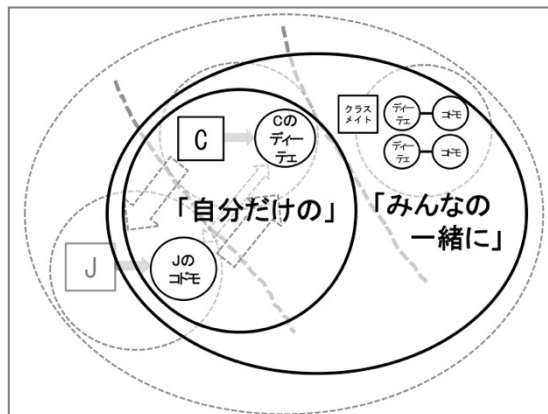 C
Cの
ディー
テェ
クラス
メイト
ディー
テェ
コドモ
ディー
テェ
コドモ
「自分だけの」
「みんなの
一緒に」
J
Jの
コドモ